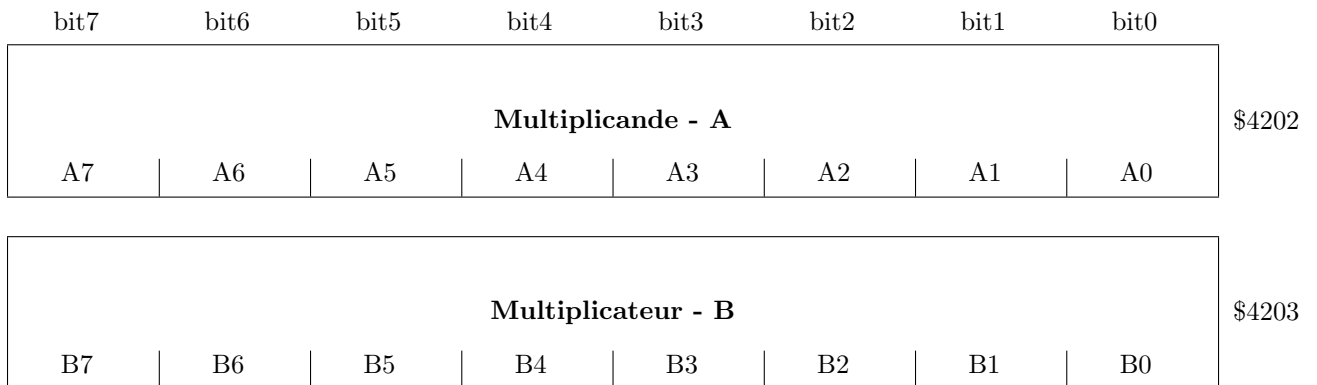 bit7 bit6 bit5 bit4 bit3 bit2 bit1 bit0
Multiplicande - A
$4202
A7 A6 A5 A4 A3 A2 A1 A0
Multiplicateur - B
$4203
B7 B6 B5 B4 B3 B2 B1 B0